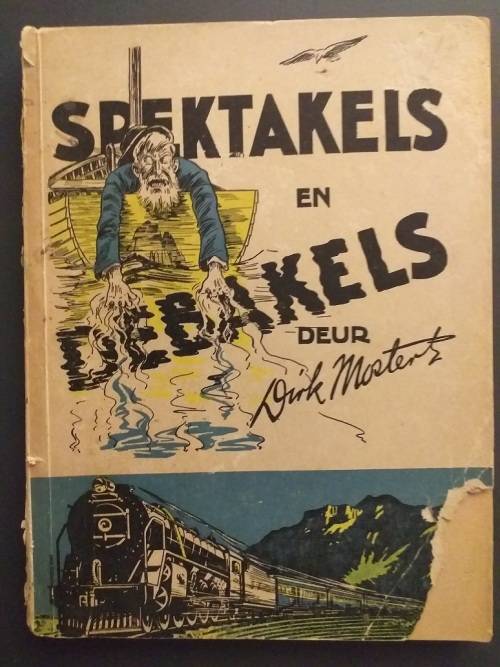 SPEKTAKELS
EN
DEBAKELS
DEUR
Dirk Mostert